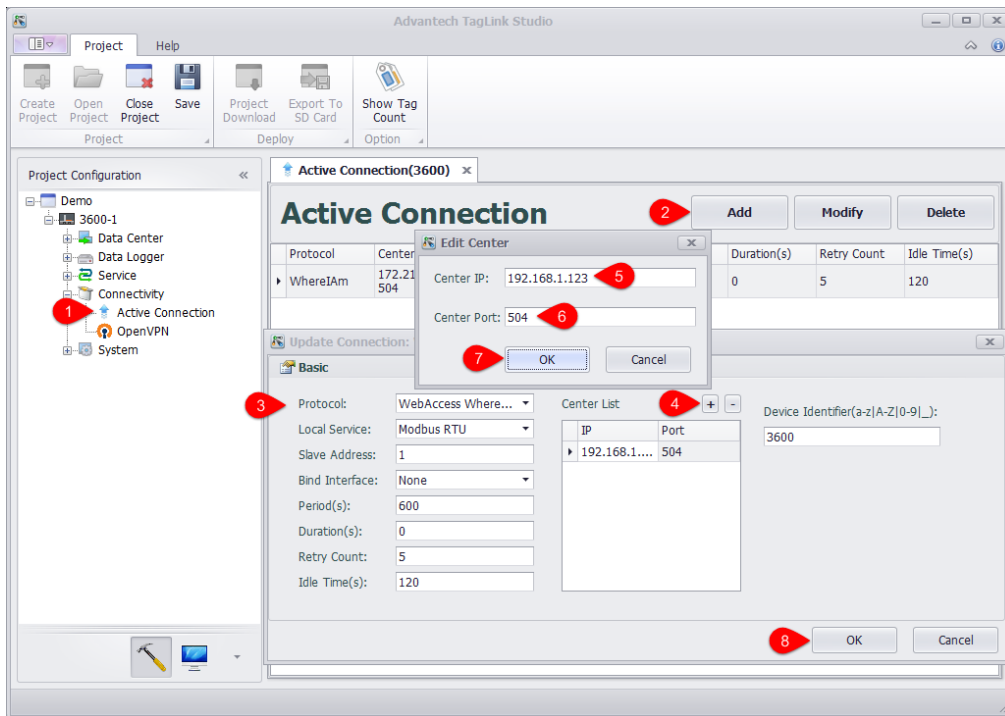 Advantech TagLink Studio
Project Help
Create Project
Open Project
Close Project
Save
Project Download
Export To SD Card
Show Tag Count
Project
Deploy
Option
Project Configuration
Demo
3600-1
Data Center
Data Logger
Service
Connectivity
1
Active Connection
OpenVPN
System
Active Connection(3600)
Active Connection
2
Add Modify Delete
Protocol Center Duration(s) Retry Count Idle Time(s)
WhereIAm 172.21 504 0 5 120
Edit Center
Center IP: 192.168.1.123 5
Center Port: 504 6
7 OK Cancel
Update Connection:
Basic
3 Protocol: WebAccess Where...
Local Service: Modbus RTU
Slave Address: 1
Bind Interface: None
Period(s): 600
Duration(s): 0
Retry Count: 5
Idle Time(s): 120
Center List 4 + -
IP Port
192.168.1.... 504
Device Identifier(a-z|A-Z|0-9|_):
3600
8 OK Cancel